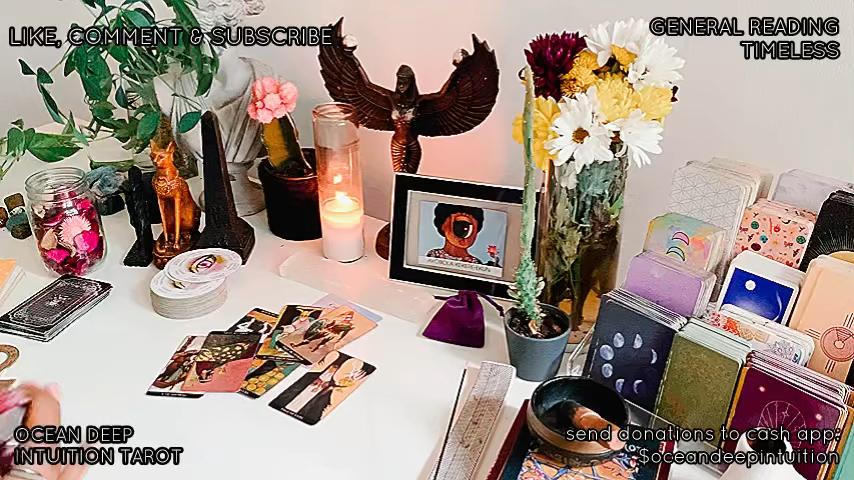 LIKE, COMMENT & SUBSCRIBE
GENERAL READING
TIMELESS
OCEAN DEEP
INTUITION TAROT
send donations to cash app:
$oceandeepintuition